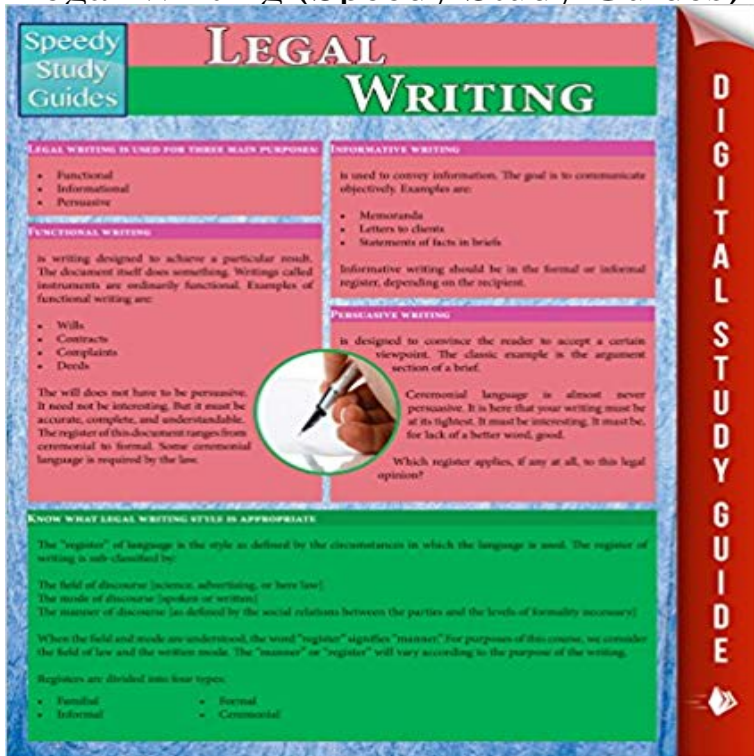 Speedy
Study
Guides
LEGAL
WRITING
LEGAL WRITING IS USED FOR THREE MAIN PURPOSES:
• Functional
• Informational
• Persuasive
FUNCTIONAL WRITING
is writing designed to achieve a particular result.
The document itself does something. Writings called
instruments are ordinarily functional. Examples of
functional writing are:
• Wills
• Contracts
• Complaints
• Deeds
The will does not have to be persuasive.
It need not be interesting. But it must be
accurate, complete, and understandable.
The register of this document ranges from
ceremonial to formal. Some ceremonial
language is required by the law.
INFORMATIVE WRITING
is used to convey information. The goal is to communicate
objectively. Examples are:
• Memoranda
• Letters to clients
• Statements of facts in briefs
Informative writing should be in the formal or informal
register, depending on the recipient.
PERSUASIVE WRITING
is designed to convince the reader to accept a certain
viewpoint. The classic example is the argument
section of a brief.
Ceremonial language is almost never
persuasive. It is here that your writing must be
at its tightest. It must be interesting. It must be,
for lack of a better word, good.
Which register applies, if any at all, to this legal
opinion?
KNOW WHAT LEGAL WRITING STYLE IS APPROPRIATE
The "register" of language is the style as defined by the circumstances in which the language is used. The register of
writing is sub-classified by:
The field of discourse [science, advertising, or here law]
The mode of discourse [spoken or written]
The manner of discourse [as defined by the social relations between the parties and the levels of formality necessary]
When the field and mode are understood, the word "register" signifies "manner." For purposes of this course, we consider
the field of law and the written mode. The "manner" or "register" will vary according to the purpose of the writing.
Registers are divided into four types:
• Familial
• Informal
• Formal
• Ceremonial
DIGITAL STUDY GUIDE